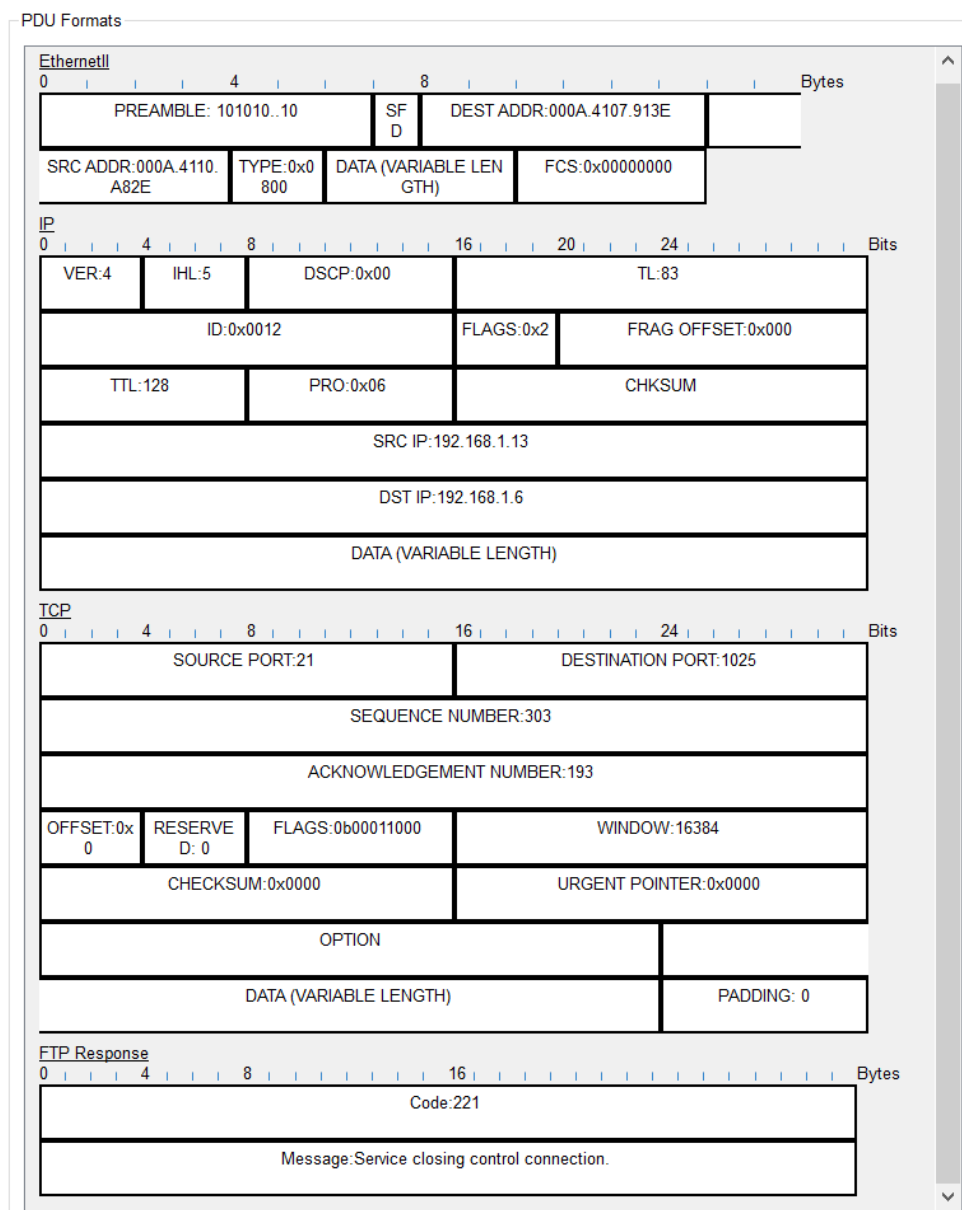 PDU Formats
EthernetII
0 4 8 Bytes
PREAMBLE: 101010..10 SF DEST ADDR:000A.4107.913E
D
SRC ADDR:000A.4110. TYPE:0x0 DATA (VARIABLE LEN FCS:0x00000000
A82E 800 GTH)
IP
0 4 8 16 20 24 Bits
VER:4 IHL:5 DSCP:0x00 TL:83
ID:0x0012 FLAGS:0x2 FRAG OFFSET:0x000
TTL:128 PRO:0x06 CHKSUM
SRC IP:192.168.1.13
DST IP:192.168.1.6
DATA (VARIABLE LENGTH)
TCP
0 4 8 16 24 Bits
SOURCE PORT:21 DESTINATION PORT:1025
SEQUENCE NUMBER:303
ACKNOWLEDGEMENT NUMBER:193
OFFSET:0x RESERVE FLAGS:0b00011000 WINDOW:16384
0 D: 0
CHECKSUM:0x0000 URGENT POINTER:0x0000
OPTION
DATA (VARIABLE LENGTH) PADDING: 0
FTP Response
0 4 8 16 Bytes
Code:221
Message:Service closing control connection.